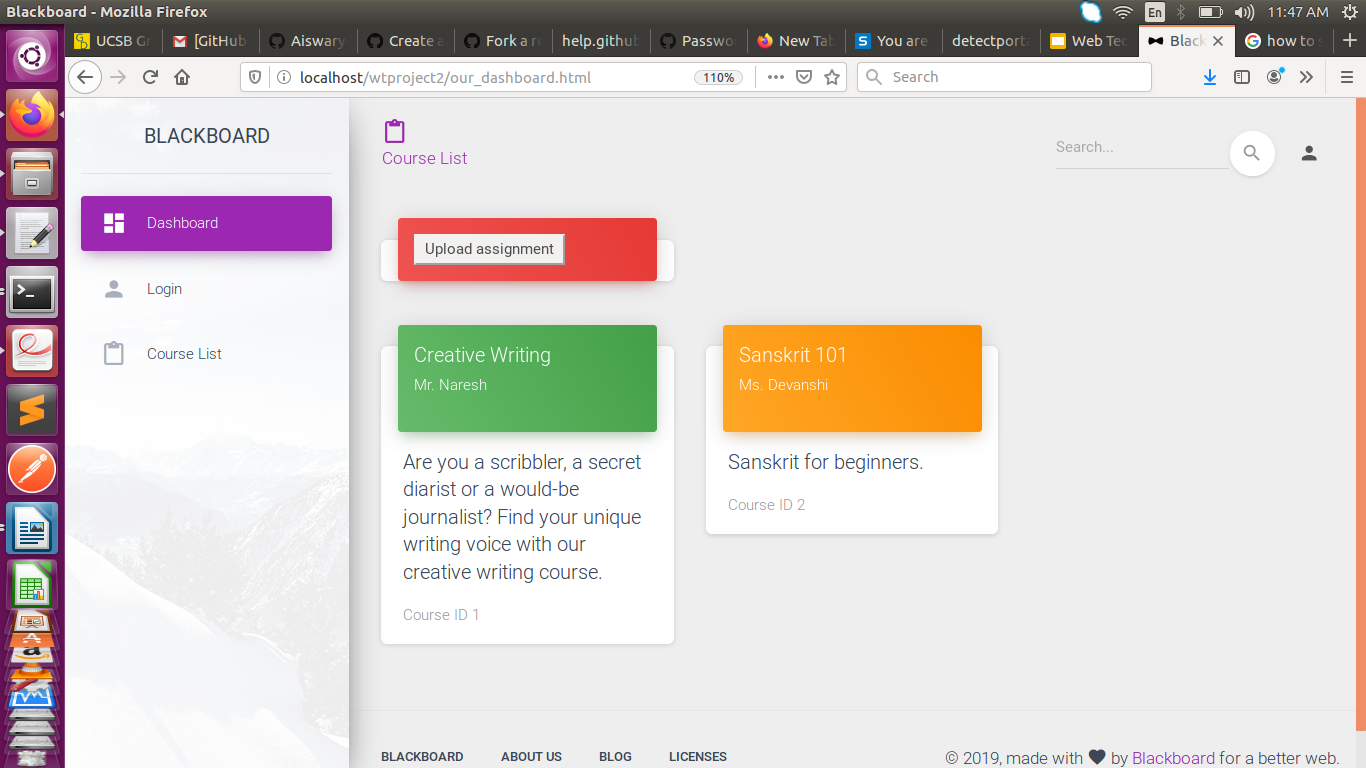 Blackboard - Mozilla Firefox
En
11:47 AM
UCSB Gr
[GitHub
Aiswary
Create a
Fork a re
help.github
Passwo
New Tab
You are
detectport
Web Tec
Black
how to s
localhost/wtproject2/our_dashboard.html
110%
Search
BLACKBOARD
Dashboard
Login
Course List
Course List
Search...
Upload assignment
Creative Writing
Mr. Naresh
Are you a scribbler, a secret
diarist or a would-be
journalist? Find your unique
writing voice with our
creative writing course.
Course ID 1
Sanskrit 101
Ms. Devanshi
Sanskrit for beginners.
Course ID 2
BLACKBOARD ABOUT US BLOG LICENSES
© 2019, made with ♥ by Blackboard for a better web.